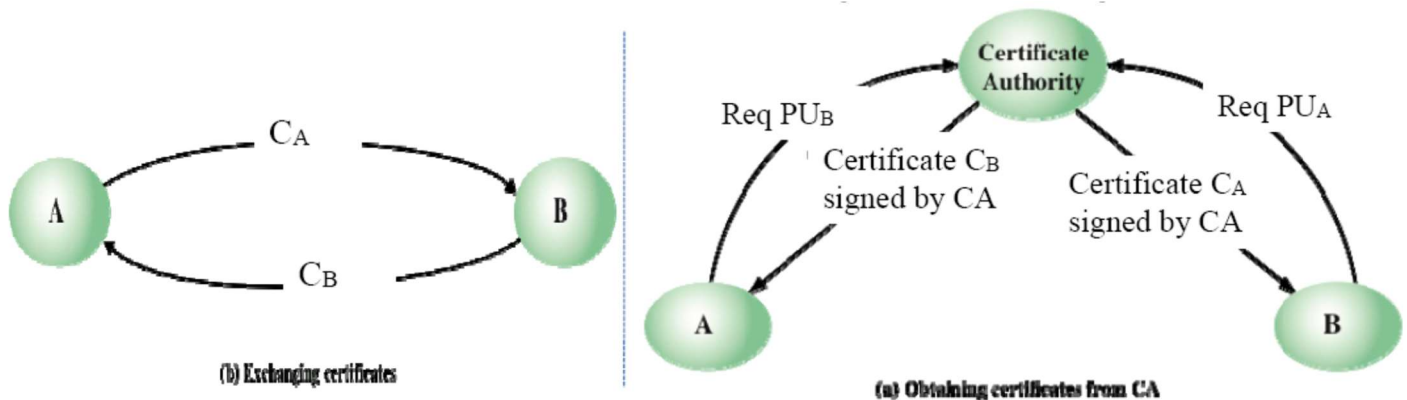 CA
A
B
CB
(b) Exchanging certificates
Certificate
Authority
Req PUB
Req PUA
Certificate CB
signed by CA
Certificate CA
signed by CA
A
B
(a) Obtaining certificates from CA